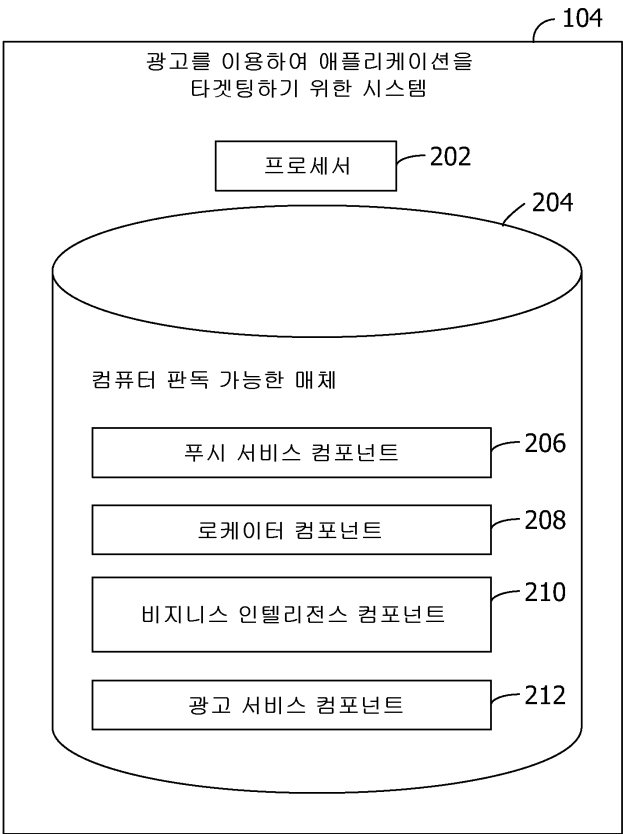 104
광고를 이용하여 애플리케이션을
타겟팅하기 위한 시스템
프로세서
202
204
컴퓨터 판독 가능한 매체
푸시 서비스 컴포넌트
206
로케이터 컴포넌트
208
비지니스 인텔리전스 컴포넌트
210
광고 서비스 컴포넌트
212